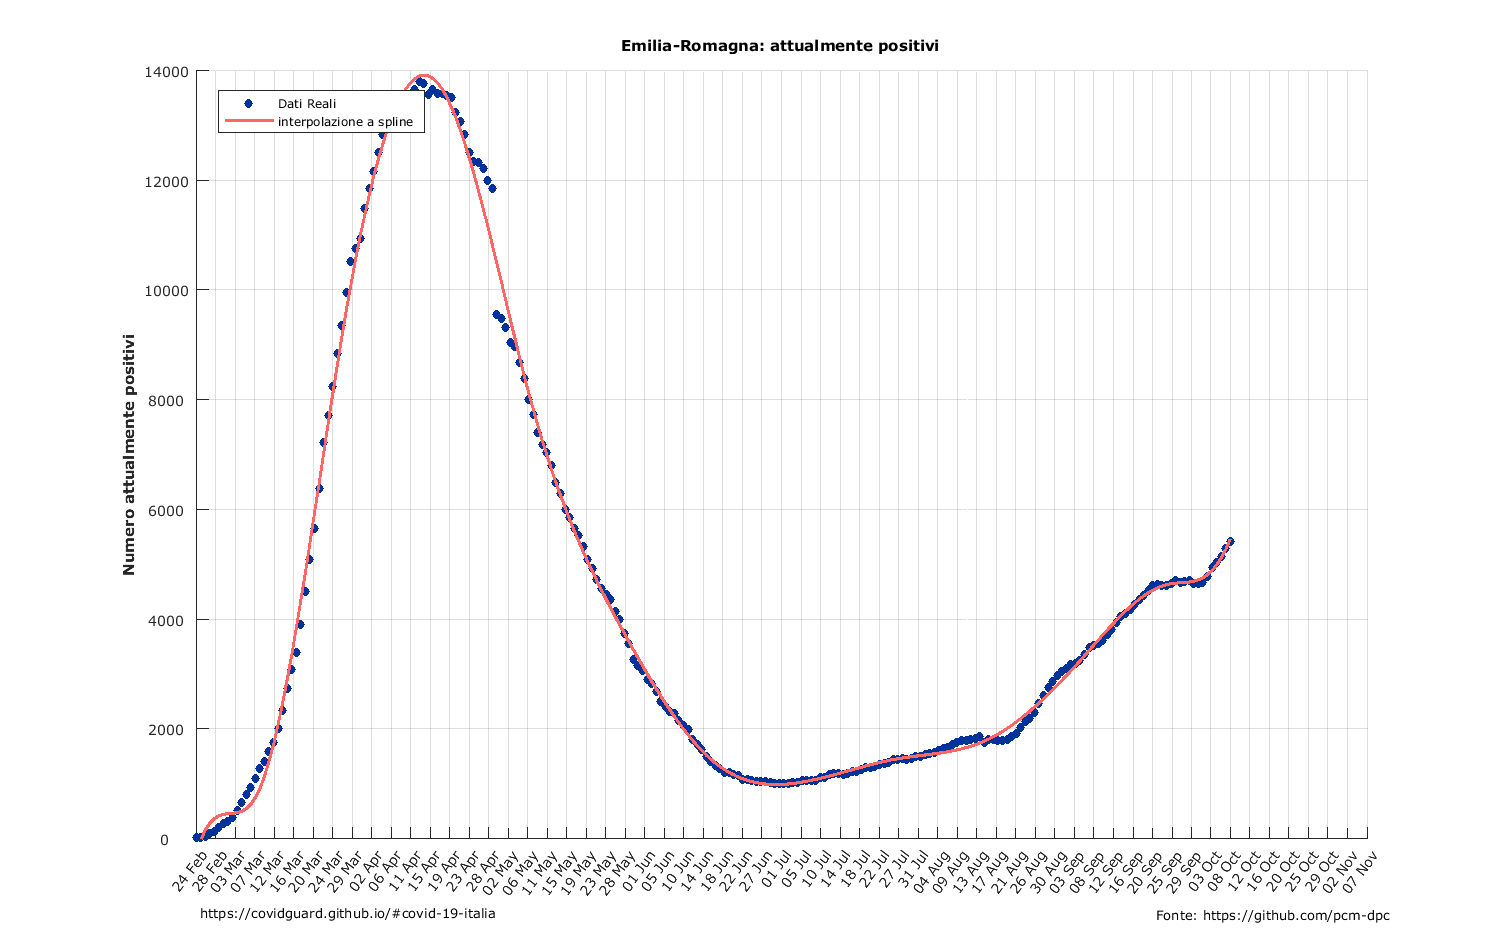 Emilia-Romagna: attualmente positivi
Numero attualmente positivi
14000
12000
10000
8000
6000
4000
2000
0
Dati Reali
interpolazione a spline
24 Feb
28 Feb
03 Mar
07 Mar
12 Mar
16 Mar
20 Mar
24 Mar
29 Mar
02 Apr
06 Apr
11 Apr
15 Apr
19 Apr
23 Apr
28 Apr
02 May
06 May
11 May
15 May
19 May
23 May
28 May
01 Jun
05 Jun
10 Jun
14 Jun
18 Jun
22 Jun
27 Jun
01 Jul
05 Jul
10 Jul
14 Jul
18 Jul
22 Jul
27 Jul
31 Jul
04 Aug
09 Aug
13 Aug
17 Aug
21 Aug
26 Aug
30 Aug
03 Sep
08 Sep
12 Sep
16 Sep
20 Sep
25 Sep
29 Sep
03 Oct
08 Oct
12 Oct
16 Oct
20 Oct
25 Oct
29 Oct
02 Nov
07 Nov
https://covidguard.github.io/#covid-19-italia
Fonte: https://github.com/pcm-dpc